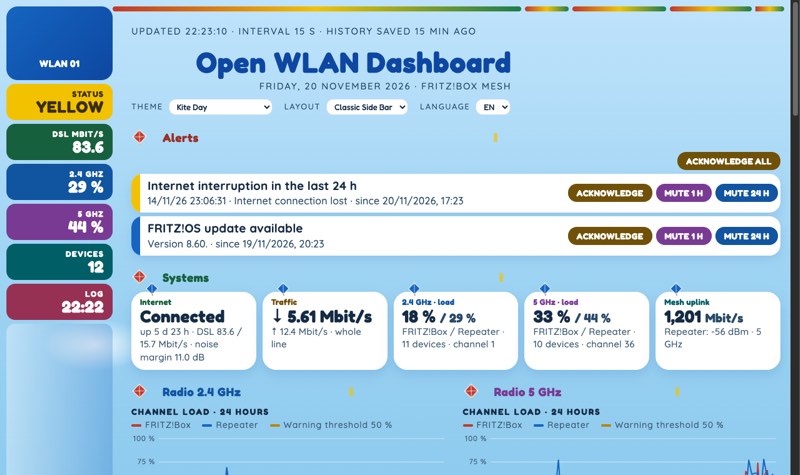 WLAN 01
STATUS
YELLOW
DSL MBIT/S
83.6
2.4 GHZ
29 %
5 GHZ
44 %
DEVICES
12
LOG
22:22
UPDATED 22:23:10 · INTERVAL 15 S · HISTORY SAVED 15 MIN AGO
Open WLAN Dashboard
FRIDAY, 20 NOVEMBER 2026 · FRITZ!BOX MESH
THEME Kite Day LAYOUT Classic Side Bar LANGUAGE EN
Alerts
ACKNOWLEDGE ALL
Internet interruption in the last 24 h
14/11/26 23:06:31 · Internet connection lost · since 20/11/2026, 17:23
ACKNOWLEDGE MUTE 1 H MUTE 24 H
FRITZ!OS update available
Version 8.60. · since 19/11/2026, 20:23
ACKNOWLEDGE MUTE 1 H MUTE 24 H
Systems
Internet
Connected
up 5 d 23 h · DSL 83.6 /
15.7 Mbit/s · noise
margin 11.0 dB
Traffic
↓ 5.61 Mbit/s
↑ 12.4 Mbit/s · whole
line
2.4 GHz · load
18 % / 29 %
FRITZ!Box / Repeater ·
11 devices · channel 1
5 GHz · load
33 % / 44 %
FRITZ!Box / Repeater ·
10 devices · channel 36
Mesh uplink
1,201 Mbit/s
Repeater: -56 dBm · 5
GHz
Radio 2.4 GHz
CHANNEL LOAD · 24 HOURS
FRITZ!Box Repeater Warning threshold 50 %
100 %
75 %
Radio 5 GHz
CHANNEL LOAD · 24 HOURS
FRITZ!Box Repeater Warning threshold 50 %
100 %
75 %